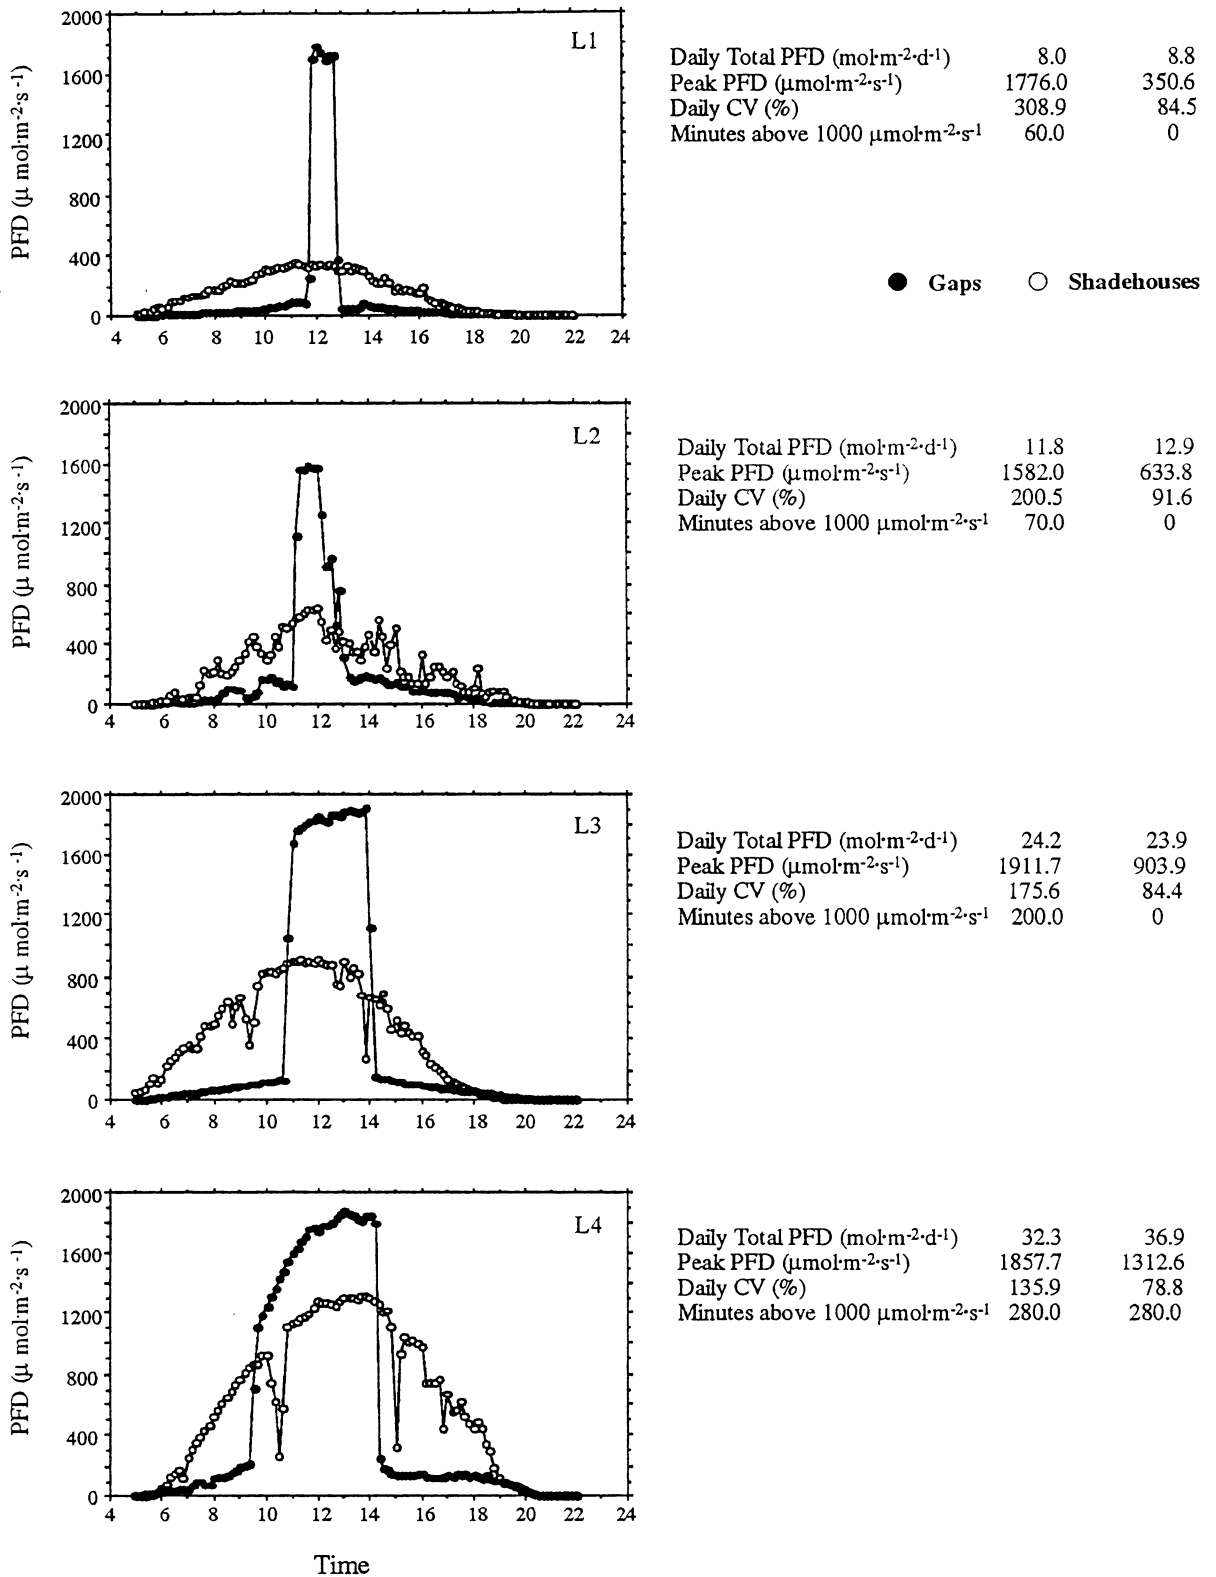 2000
1600
1200
800
400
0
PFD (μ mol·m-2·s -1)
L1
4 6 8 10 12 14 16 18 20 22 24
Daily Total PFD (mol·m-2·d-1) 8.0 8.8
Peak PFD (μmol·m-2·s-1) 1776.0 350.6
Daily CV (%) 308.9 84.5
Minutes above 1000 μmol·m-2·s-1 60.0 0
Gaps Shadehouses
2000
1600
1200
800
400
0
PFD (μ mol·m-2·s -1)
L2
4 6 8 10 12 14 16 18 20 22 24
Daily Total PFD (mol·m-2·d-1) 11.8 12.9
Peak PFD (μmol·m-2·s-1) 1582.0 633.8
Daily CV (%) 200.5 91.6
Minutes above 1000 μmol·m-2·s-1 70.0 0
2000
1600
1200
800
400
0
PFD (μ mol·m-2·s -1)
L3
4 6 8 10 12 14 16 18 20 22 24
Daily Total PFD (mol·m-2·d-1) 24.2 23.9
Peak PFD (μmol·m-2·s-1) 1911.7 903.9
Daily CV (%) 175.6 84.4
Minutes above 1000 μmol·m-2·s-1 200.0 0
2000
1600
1200
800
400
0
PFD (μ mol·m-2·s -1)
L4
4 6 8 10 12 14 16 18 20 22 24
Daily Total PFD (mol·m-2·d-1) 32.3 36.9
Peak PFD (μmol·m-2·s-1) 1857.7 1312.6
Daily CV (%) 135.9 78.8
Minutes above 1000 μmol·m-2·s-1 280.0 280.0
Time